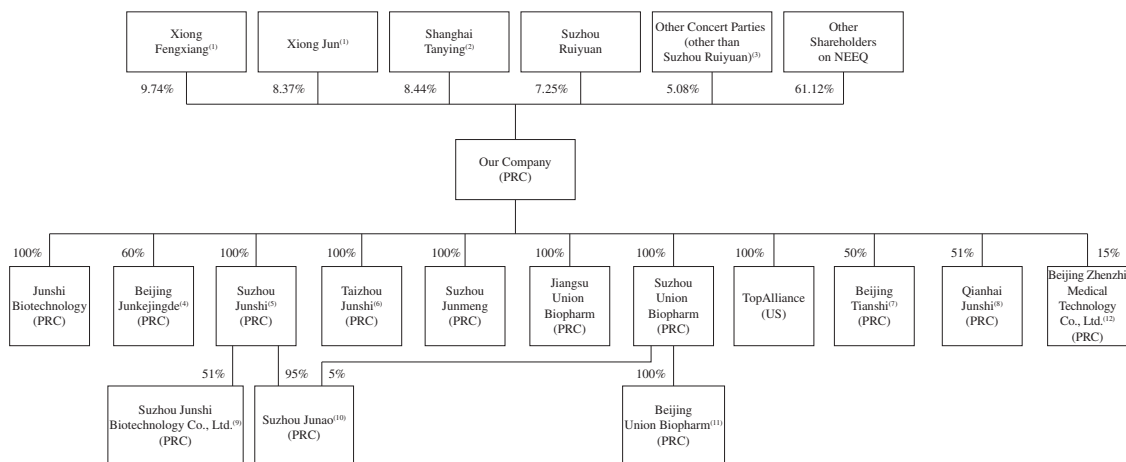 Xiong
Fengxiang(1)
Xiong Jun(1)
Shanghai
Tanying(2)
Suzhou
Ruiyuan
Other Concert Parties
(other than
Suzhou Ruiyuan)(3)
Other
Shareholders
on NEEQ
9.74%
8.37%
8.44%
7.25%
5.08%
61.12%
Our Company
(PRC)
100%
60%
100%
100%
100%
100%
100%
100%
50%
51%
15%
Junshi
Biotechnology
(PRC)
Beijing
Junkejingde(4)
(PRC)
Suzhou
Junshi(5)
(PRC)
Taizhou
Junshi(6)
(PRC)
Suzhou
Junmeng
(PRC)
Jiangsu
Union
Biopharm
(PRC)
Suzhou
Union
Biopharm
(PRC)
TopAlliance
(US)
Beijing
Tianshi(7)
(PRC)
Qianhai
Junshi(8)
(PRC)
Beijing Zhenzhi
Medical
Technology
Co., Ltd.(12)
(PRC)
51%
95%
5%
100%
Suzhou Junshi
Biotechnology Co., Ltd.(9)
(PRC)
Suzhou Junao(10)
(PRC)
Beijing
Union Biopharm(11)
(PRC)